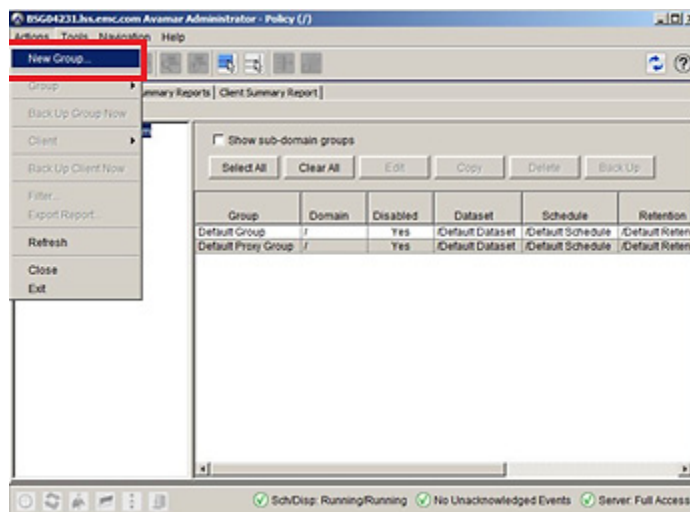 BSG04231.lss.emc.com Avamar Administrator - Policy (/)
Actions Tools Navigation Help
New Group...
Group
Back Up Group Now
Client
Back Up Client Now
Filter...
Export Report...
Refresh
Close
Exit
mmary Reports Client Summary Report
Show sub-domain groups
Select All Clear All Edit Copy Delete Back Up
Group Domain Disabled Dataset Schedule Retention
Default Group / Yes /Default Dataset /Default Schedule /Default Reten
Default Proxy Group / Yes /Default Dataset /Default Schedule /Default Reten
Sch/Disp: Running/Running No Unacknowledged Events Server: Full Access